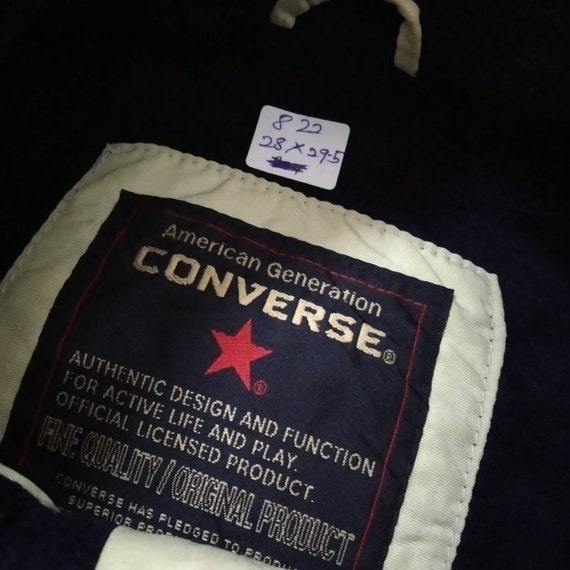 8 22
28 x 29.5
American Generation
CONVERSE®
®
AUTHENTIC DESIGN AND FUNCTION
FOR ACTIVE LIFE AND PLAY.
OFFICIAL LICENSED PRODUCT.
FINE QUALITY / ORIGINAL PRODUCT
CONVERSE HAS PLEDGED TO
SUPERIOR